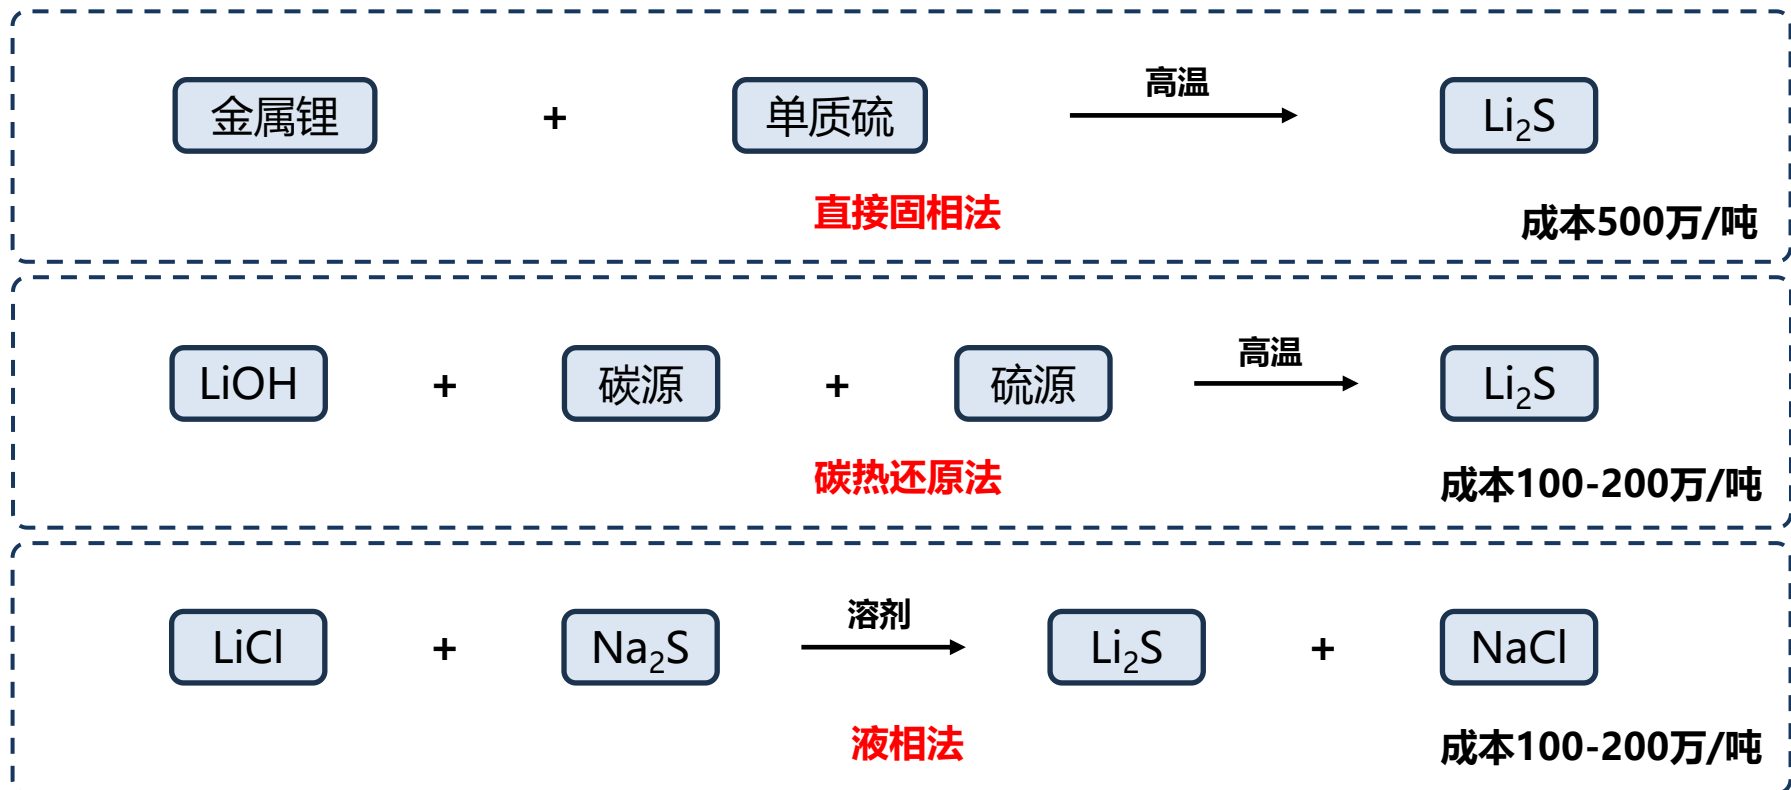 金属锂 + 单质硫 高温 Li₂S
直接固相法
成本500万/吨
LiOH + 碳源 + 硫源 高温 Li₂S
碳热还原法
成本100-200万/吨
LiCl + Na₂S 溶剂 Li₂S + NaCl
液相法
成本100-200万/吨